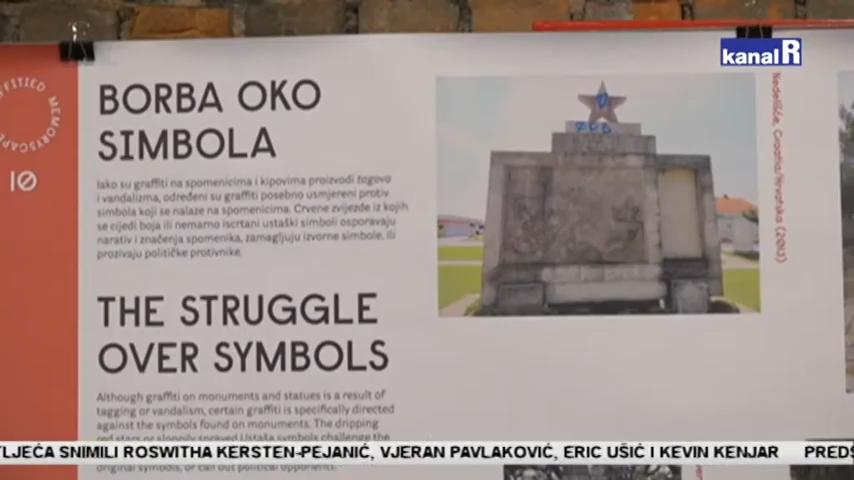 kanal R
GRAFFITIED MEMORYSCAPE
10
BORBA OKO
SIMBOLA
Iako su graffiti na spomenicima i kipovima proizvodi tagova
i vandalizma, određeni su graffiti posebno usmjereni protiv
simbola koji se nalaze na spomenicima. Crvene zvijezde iz kojih
se cijedi boja ili nemarno iscrtani ustaški simboli osporavaju
narativ i značenja spomenika, zamagljuju izvorne simbole, ili
prozivaju političke protivnike.
THE STRUGGLE
OVER SYMBOLS
Although graffiti on monuments and statues is a result of
tagging or vandalism, certain graffiti is specifically directed
against the symbols found on monuments. The dripping
red stars or sloppily sprayed Ustaša symbols challenge the
original symbols, or call out political opponents.
Nedelišće, Croatia/Hrvatska (2013)
TLJEĆA SNIMILI ROSWITHA KERSTEN-PEJANIĆ, VJERAN PAVLAKOVIĆ, ERIC UŠIĆ I KEVIN KENJAR PREDS